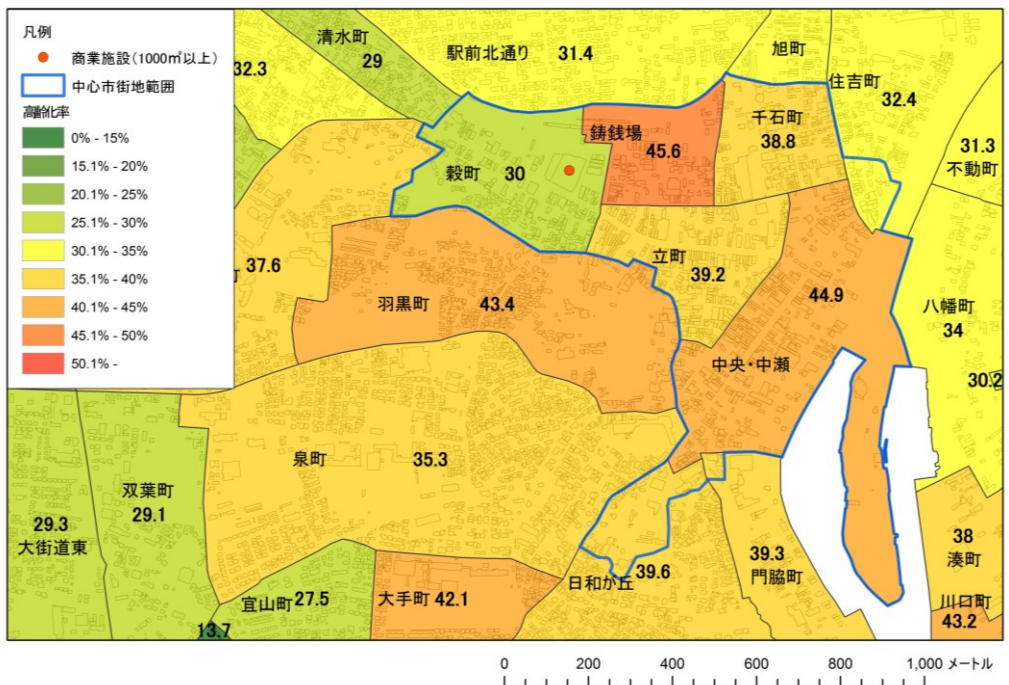 凡例
商業施設(1000㎡以上)
中心市街地範囲
高齢化率
0% - 15%
15.1% - 20%
20.1% - 25%
25.1% - 30%
30.1% - 35%
35.1% - 40%
40.1% - 45%
45.1% - 50%
50.1% -
清水町
29
駅前北通り
31.4
旭町
住吉町
32.4
32.3
鋳銭場
45.6
千石町
38.8
31.3
不動町
穀町 30
37.6
立町
39.2
羽黒町 43.4
44.9
八幡町
34
中央・中瀬
30.2
泉町 35.3
双葉町
29.1
29.3
大街道東
38
湊町
39.3
門脇町
日和が丘 39.6
宜山町 27.5
大手町 42.1
川口町
43.2
13.7
0 200 400 600 800 1,000 メートル